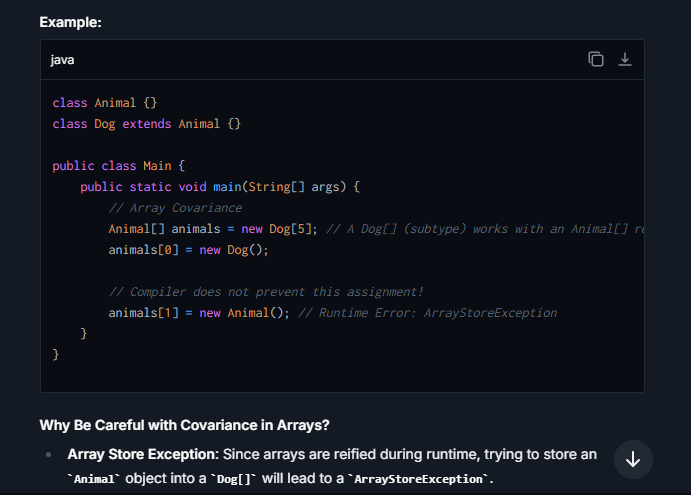 Example:
java
class Animal {}
class Dog extends Animal {}
public class Main {
public static void main(String[] args) {
// Array Covariance
Animal[] animals = new Dog[5]; // A Dog[] (subtype) works with an Animal[] re
animals[0] = new Dog();
// Compiler does not prevent this assignment!
animals[1] = new Animal(); // Runtime Error: ArrayStoreException
}
}
Why Be Careful with Covariance in Arrays?
• Array Store Exception: Since arrays are reified during runtime, trying to store an
`Animal` object into a `Dog[]` will lead to a `ArrayStoreException`.